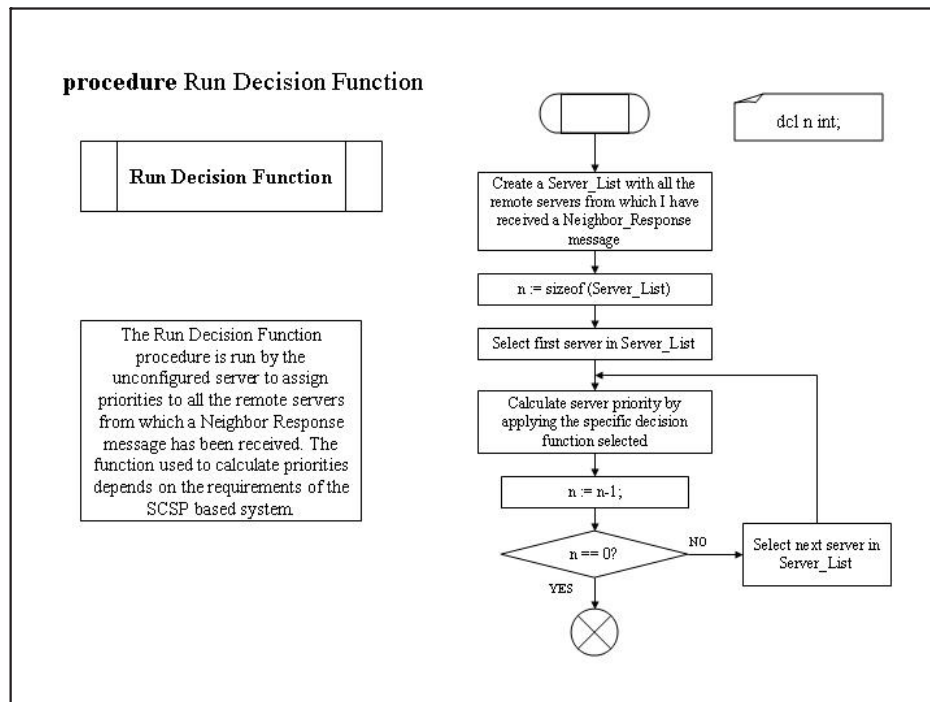 procedure Run Decision Function
dcl n int;
Run Decision Function
Create a Server_List with all the
remote servers from which I have
received a Neighbor_Response
message
n := sizeof (Server_List)
Select first server in Server_List
The Run Decision Function
procedure is run by the
unconfigured server to assign
priorities to all the remote servers
from which a Neighbor Response
message has been received. The
function used to calculate priorities
depends on the requirements of the
SCSP based system.
Calculate server priority by
applying the specific decision
function selected
n := n-1;
n == 0?
NO
Select next server in
Server_List
YES